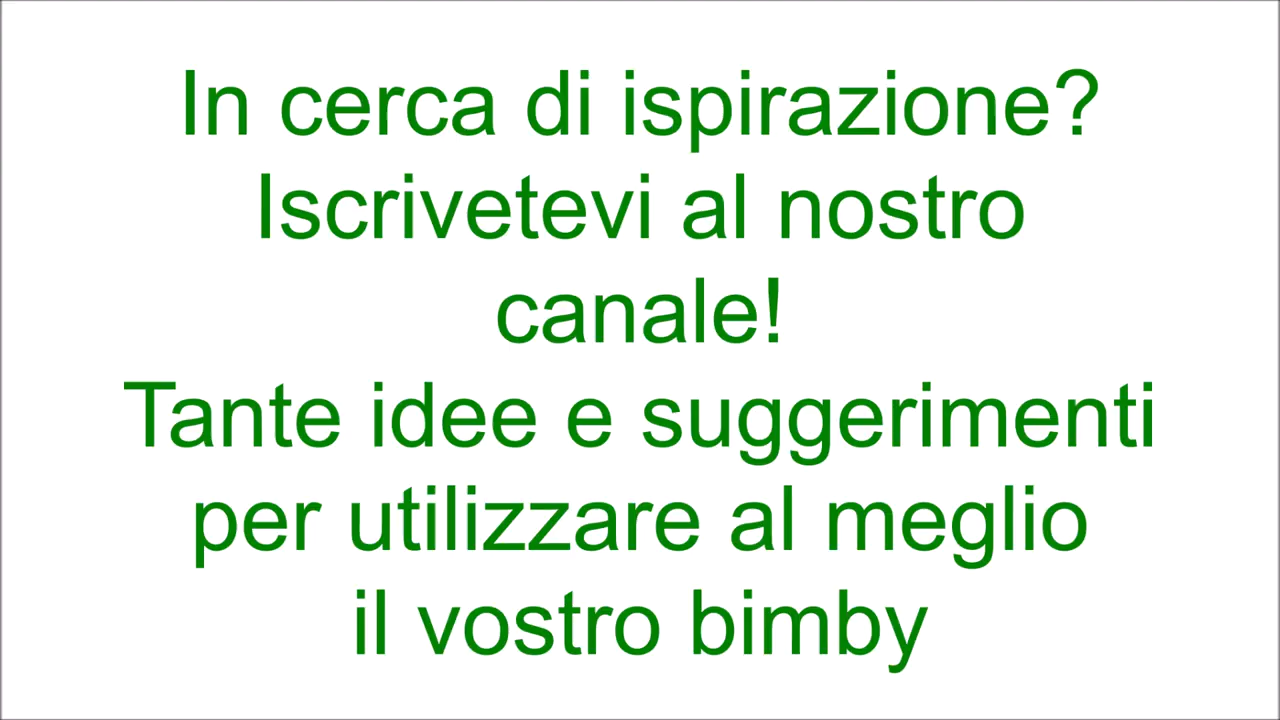 In cerca di ispirazione?
Iscrivetevi al nostro
canale!
Tante idee e suggerimenti
per utilizzare al meglio
il vostro bimby